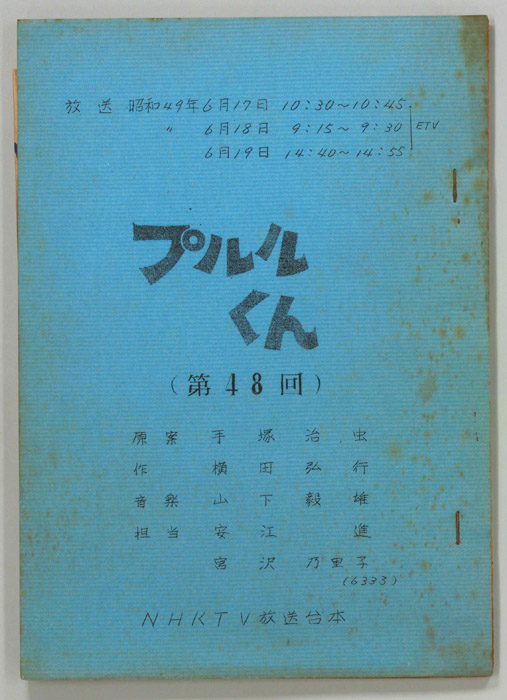 放送 昭和49年6月17日 10:30~10:45
〃 6月18日 9:15~9:30 ETV
6月19日 14:40~14:55
プルル
くん
(第48回)
原案 手塚治虫
作 横田弘行
音楽 山下毅雄
担当 安江進
宮沢乃里子
(6333)
NHKTV放送台本